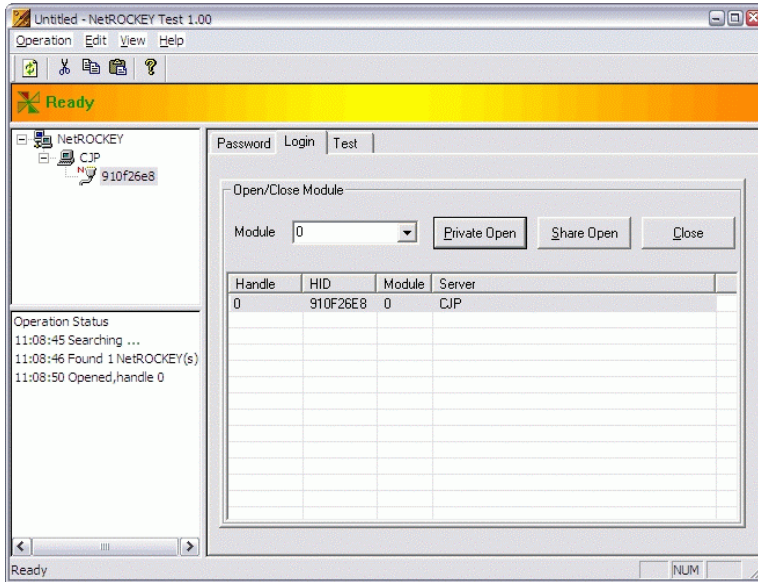 Untitled - NetROCKEY Test 1.00
Operation Edit View Help
Ready
NetROCKEY
CJP
N 910f26e8
Operation Status
11:08:45 Searching ...
11:08:46 Found 1 NetROCKEY(s)
11:08:50 Opened,handle 0
Password Login Test
Open/Close Module
Module 0 Private Open Share Open Close
Handle HID Module Server
0 910F26E8 0 CJP
Ready NUM